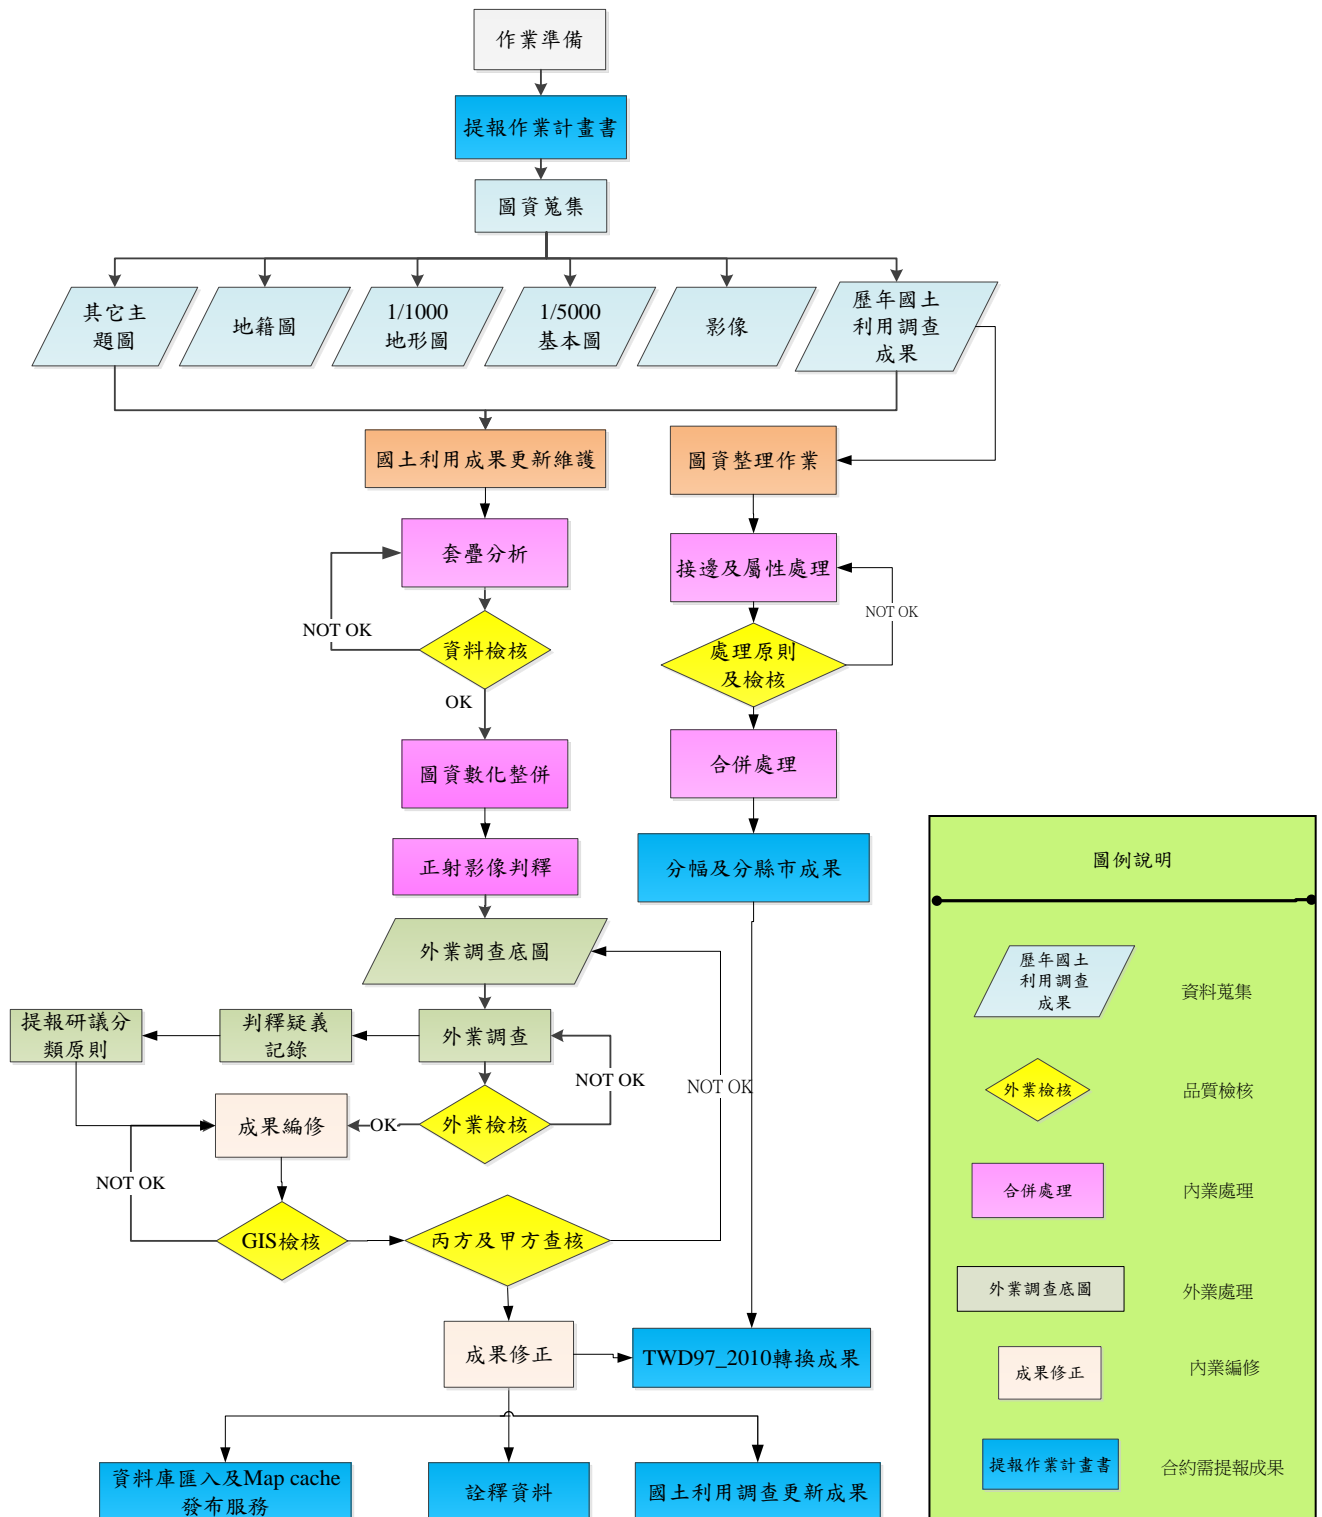 作業準備
提報作業計畫書
圖資蒐集
其它主
題圖
地籍圖
1/1000
地形圖
1/5000
基本圖
影像
歷年國土
利用調查
成果
國土利用成果更新維護
圖資整理作業
套疊分析
接邊及屬性處理
NOT OK
NOT OK
資料檢核
處理原則
及檢核
OK
圖資數化整併
合併處理
正射影像判釋
分幅及分縣市成果
外業調查底圖
提報研議分
類原則
判釋疑義
記錄
外業調查
NOT OK
NOT OK
成果編修
OK
外業檢核
NOT OK
GIS檢核
丙方及甲方查核
成果修正
TWD97_2010轉換成果
資料庫匯入及Map cache
發布服務
詮釋資料
國土利用調查更新成果
圖例說明
歷年國土
利用調查
成果
資料蒐集
外業檢核
品質檢核
合併處理
內業處理
外業調查底圖
外業處理
成果修正
內業編修
提報作業計畫書
合約需提報成果